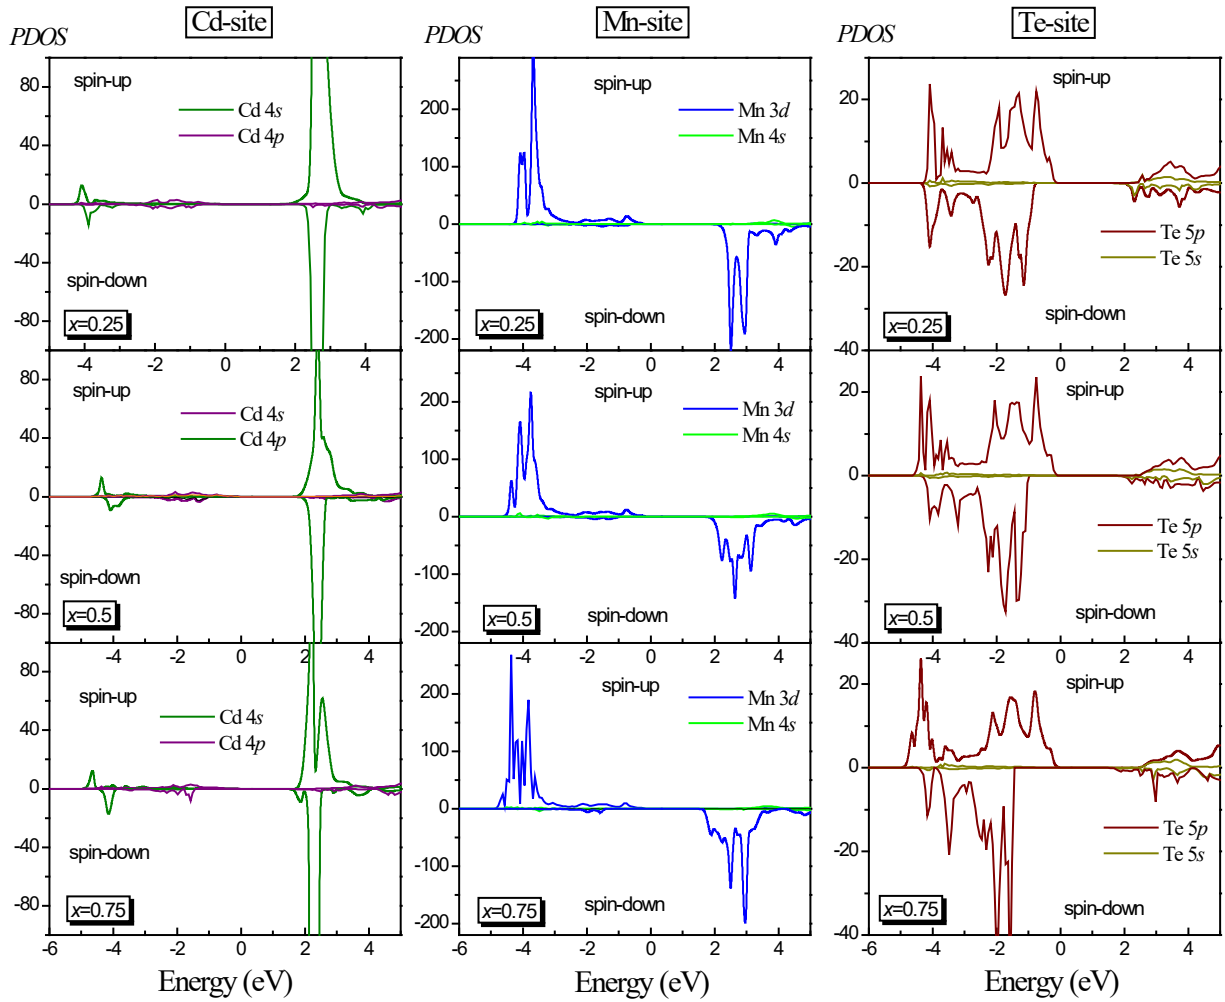 Cd-site
Mn-site
Te-site
PDOS
PDOS
PDOS
80
40
0
-40
-80
spin-up
Cd 4s
Cd 4p
spin-down
x=0.25
-6 -4 -2 0 2 4
200
100
0
-100
-200
spin-up
Mn 3d
Mn 4s
spin-down
x=0.25
-6 -4 -2 0 2 4
20
0
-20
-40
spin-up
Te 5p
Te 5s
spin-down
x=0.25
-6 -4 -2 0 2 4
80
40
0
-40
-80
spin-up
Cd 4s
Cd 4p
spin-down
x=0.5
-4 -2 0 2 4
200
100
0
-100
-200
spin-up
Mn 3d
Mn 4s
spin-down
x=0.5
-4 -2 0 2 4
20
0
-20
-40
spin-up
Te 5p
Te 5s
spin-down
x=0.5
-4 -2 0 2 4
80
40
0
-40
-80
spin-up
Cd 4s
Cd 4p
spin-down
x=0.75
-6 -4 -2 0 2 4
Energy (eV)
200
100
0
-100
-200
spin-up
Mn 3d
Mn 4s
spin-down
x=0.75
-6 -4 -2 0 2 4
Energy (eV)
20
0
-20
-40
spin-up
Te 5p
Te 5s
spin-down
x=0.75
-6 -4 -2 0 2 4
Energy (eV)